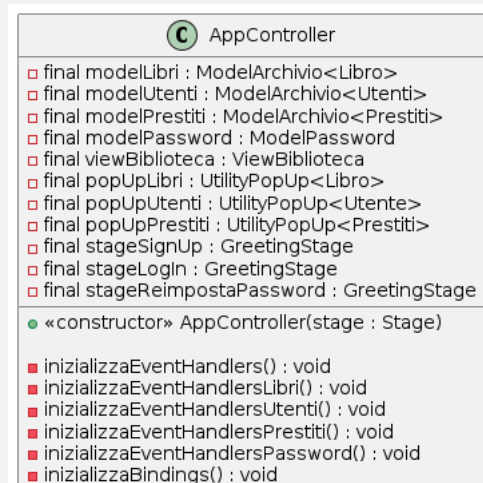 C AppController
final modelLibri : ModelArchivio<Libro>
final modelUtenti : ModelArchivio<Utenti>
final modelPrestiti : ModelArchivio<Prestiti>
final modelPassword : ModelPassword
final viewBiblioteca : ViewBiblioteca
final popUpLibri : UtilityPopUp<Libro>
final popUpUtenti : UtilityPopUp<Utente>
final popUpPrestiti : UtilityPopUp<Prestiti>
final stageSignUp : GreetingStage
final stageLogIn : GreetingStage
final stageReimpostaPassword : GreetingStage
«constructor» AppController(stage : Stage)
inizializzaEventHandlers() : void
inizializzaEventHandlersLibri() : void
inizializzaEventHandlersUtenti() : void
inizializzaEventHandlersPrestiti() : void
inizializzaEventHandlersPassword() : void
inizializzaBindings() : void